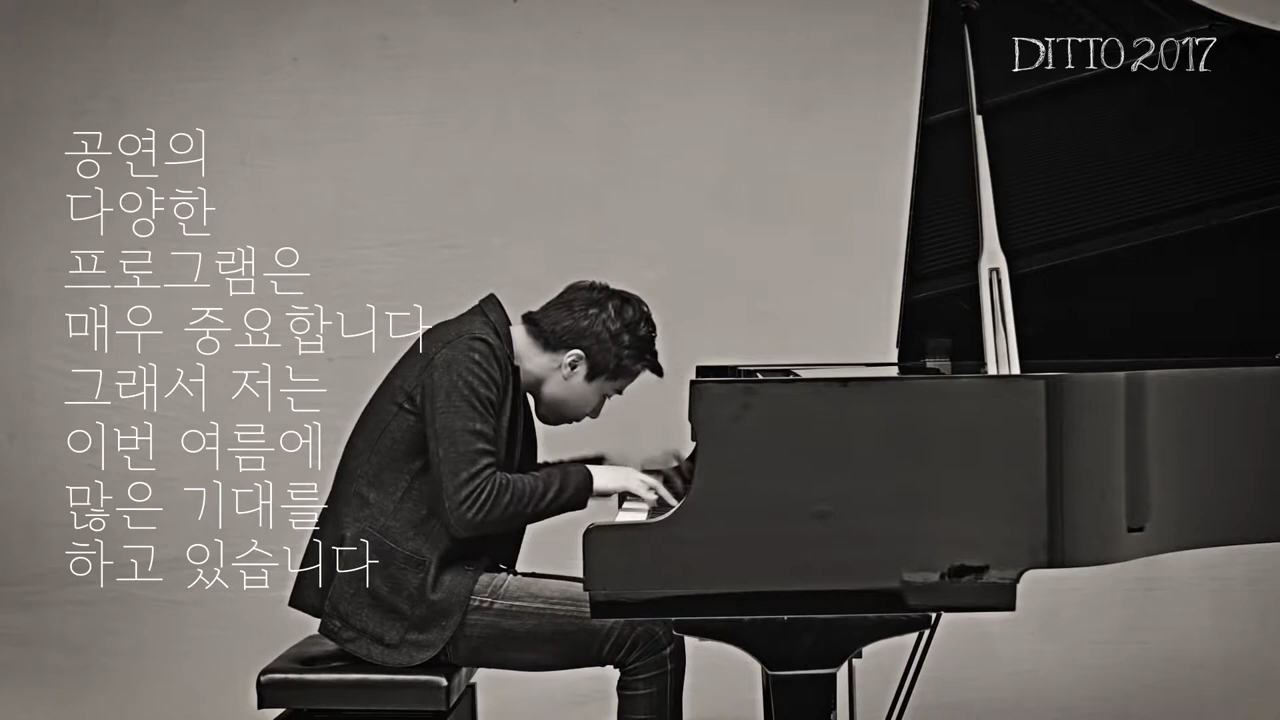 DITTO 2017
공연의
다양한
프로그램은
매우 중요합니다
그래서 저는
이번 여름에
많은 기대를
하고 있습니다